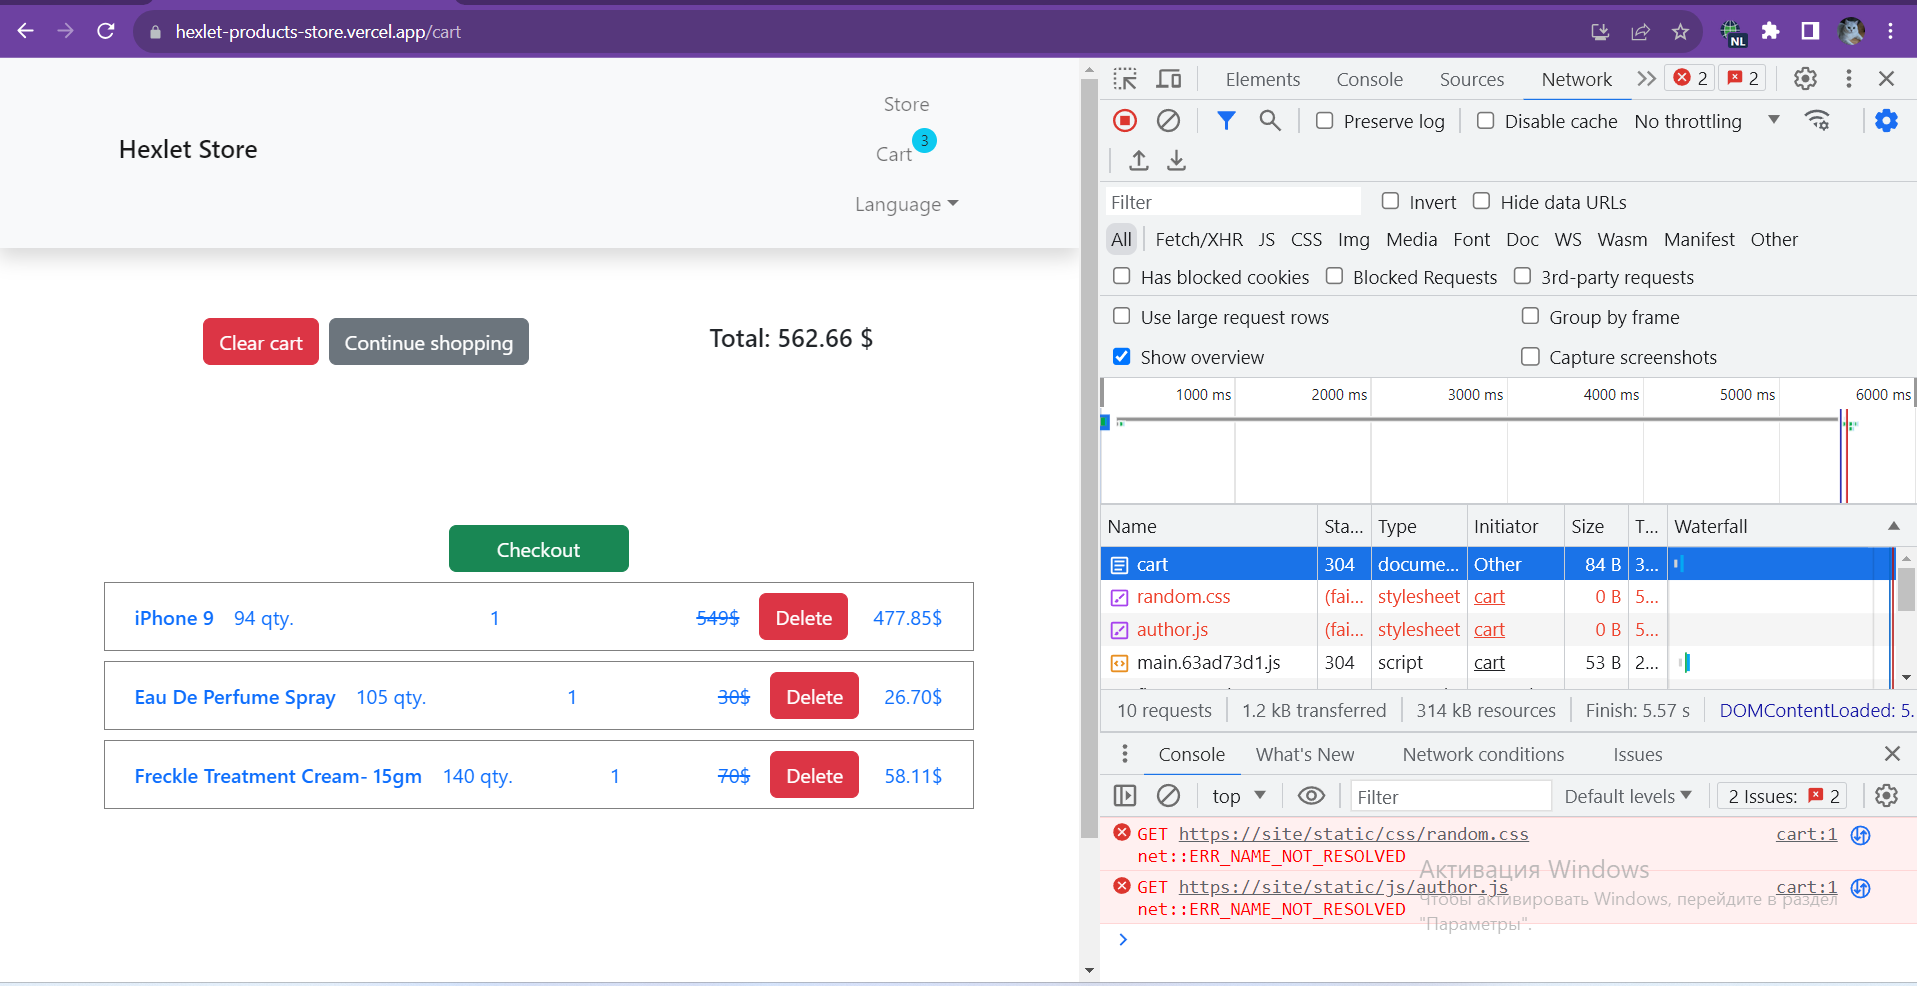 hexlet-products-store.vercel.app/cart
NL
Hexlet Store
Store
Cart 3
Language
Clear cart
Continue shopping
Total: 562.66 $
Checkout
iPhone 9 94 qty. 1 549$ Delete 477.85$
Eau De Perfume Spray 105 qty. 1 30$ Delete 26.70$
Freckle Treatment Cream- 15gm 140 qty. 1 70$ Delete 58.11$
Elements Console Sources Network 2 2
Preserve log Disable cache No throttling
Filter Invert Hide data URLs
All Fetch/XHR JS CSS Img Media Font Doc WS Wasm Manifest Other
Has blocked cookies Blocked Requests 3rd-party requests
Use large request rows Group by frame
Show overview Capture screenshots
1000 ms 2000 ms 3000 ms 4000 ms 5000 ms 6000 ms
Name Sta... Type Initiator Size T... Waterfall
cart 304 docume... Other 84 B 3...
random.css (fai... stylesheet cart 0 B 5...
author.js (fai... stylesheet cart 0 B 5...
main.63ad73d1.js 304 script cart 53 B 2...
10 requests 1.2 kB transferred 314 kB resources Finish: 5.57 s DOMContentLoaded: 5.
Console What's New Network conditions Issues
top Filter Default levels 2 Issues: 2
GET https://site/static/css/random.css cart:1
net::ERR_NAME_NOT_RESOLVED
GET https://site/static/js/author.js cart:1
net::ERR_NAME_NOT_RESOLVED
Активация Windows
Чтобы активировать Windows, перейдите в раздел
"Параметры".